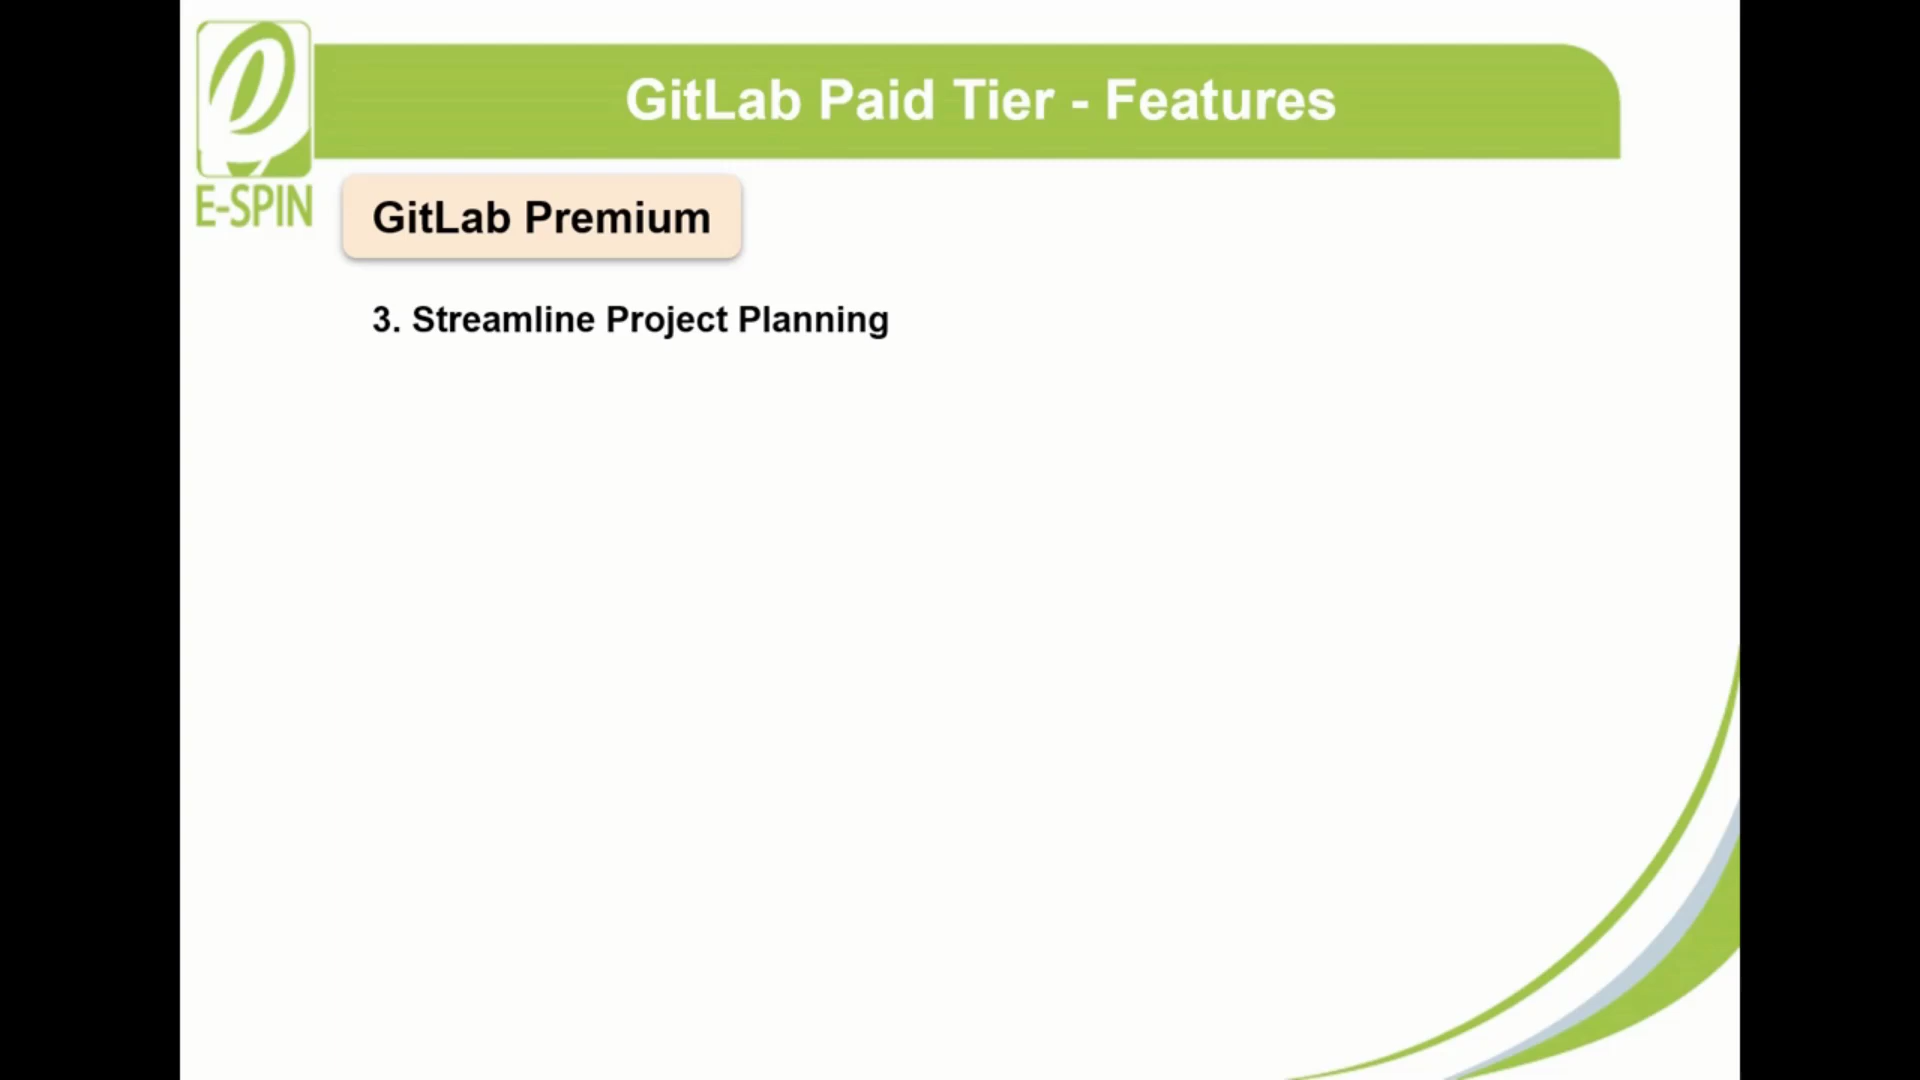 GitLab Paid Tier - Features
E-SPIN
GitLab Premium
3. Streamline Project Planning